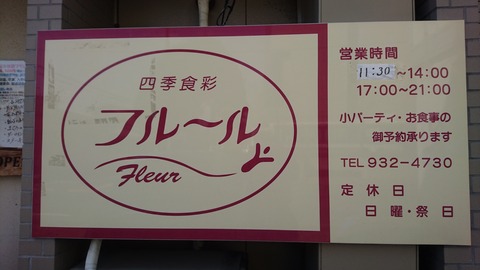 四季食彩
フルール
Fleur
営業時間
11:30～14:00
17:00～21:00
小パーティ・お食事の
御予約承ります
TEL 932-4730
定休日
日曜・祭日
OPE